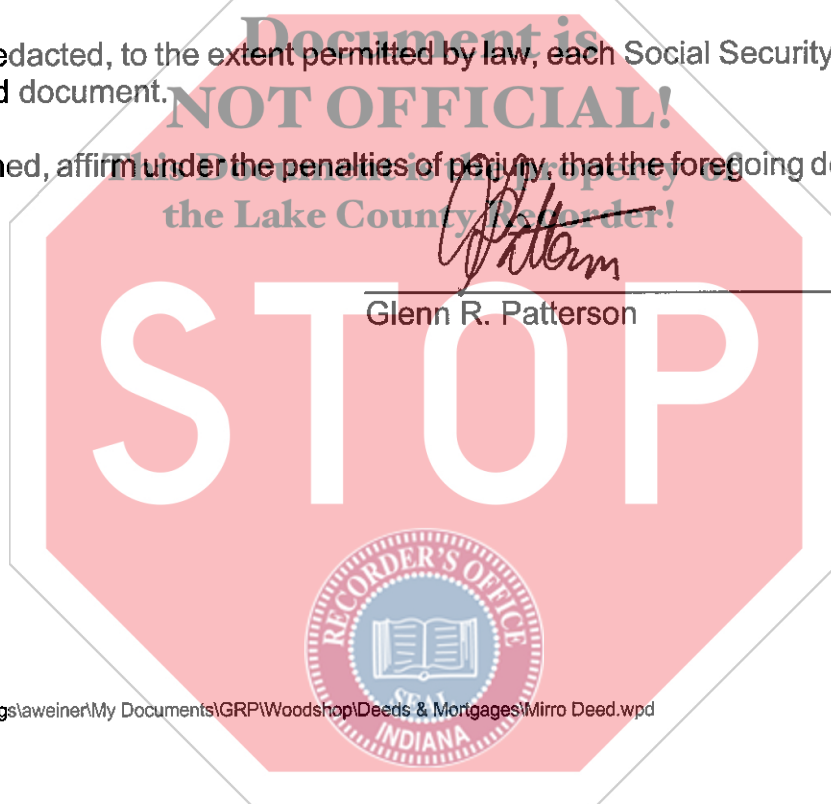 Document is
edacted, to the extent permitted by law, each Social Security
d document.
NOT OFFICIAL!
ned, affirm under the penalties of perjury, that the foregoing de
This Document is the property of
the Lake County Recorder!
Patterson
Glenn R. Patterson
STOP
RECORDER'S OFFICE
SEAL
INDIANA
gs\aweiner\My Documents\GRP\Woodshop\Deeds & Mortgages\Mirro Deed.wpd